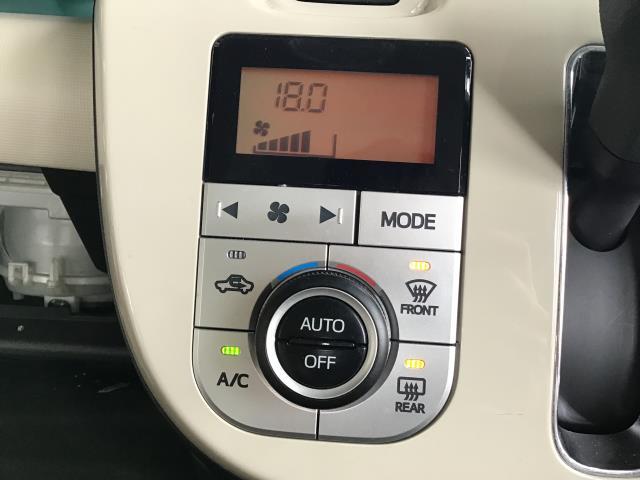 18.0
MODE
FRONT
AUTO
OFF
A/C
REAR